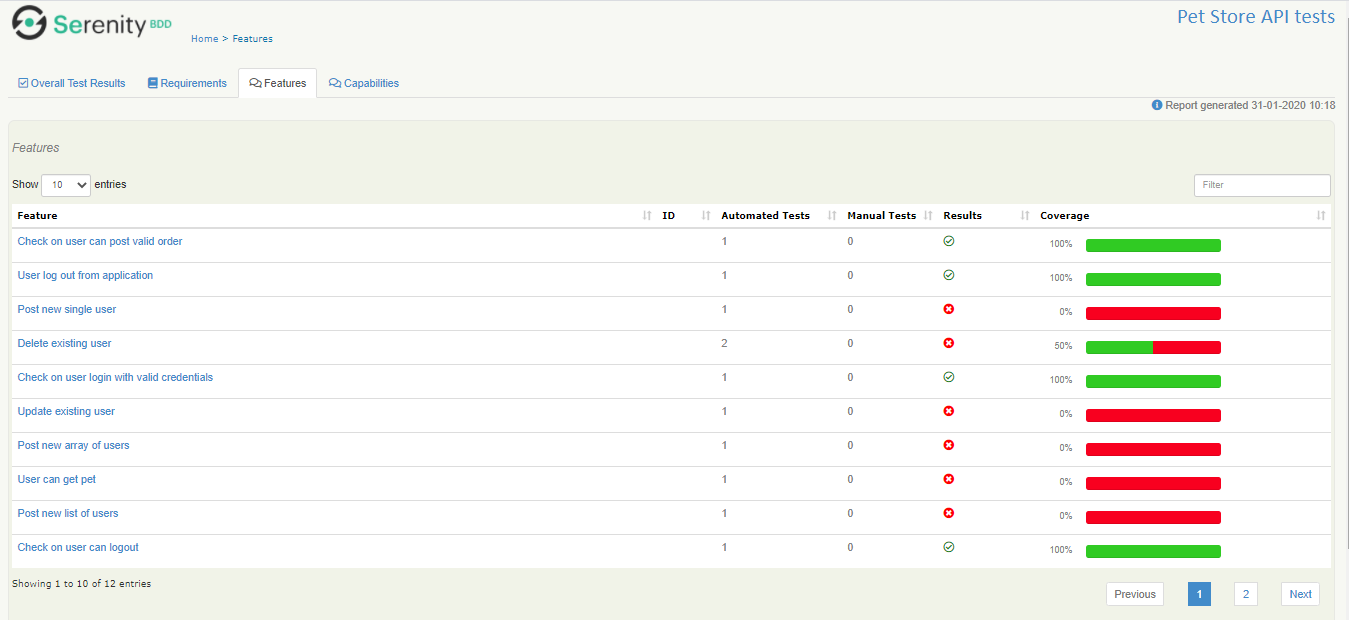 Serenity BDD
Pet Store API tests
Home > Features
Overall Test Results Requirements Features Capabilities
Report generated 31-01-2020 10:18
Features
Show 10 entries
Filter
Feature ID Automated Tests Manual Tests Results Coverage
Check on user can post valid order 1 0 100%
User log out from application 1 0 100%
Post new single user 1 0 0%
Delete existing user 2 0 50%
Check on user login with valid credentials 1 0 100%
Update existing user 1 0 0%
Post new array of users 1 0 0%
User can get pet 1 0 0%
Post new list of users 1 0 0%
Check on user can logout 1 0 100%
Showing 1 to 10 of 12 entries
Previous 1 2 Next